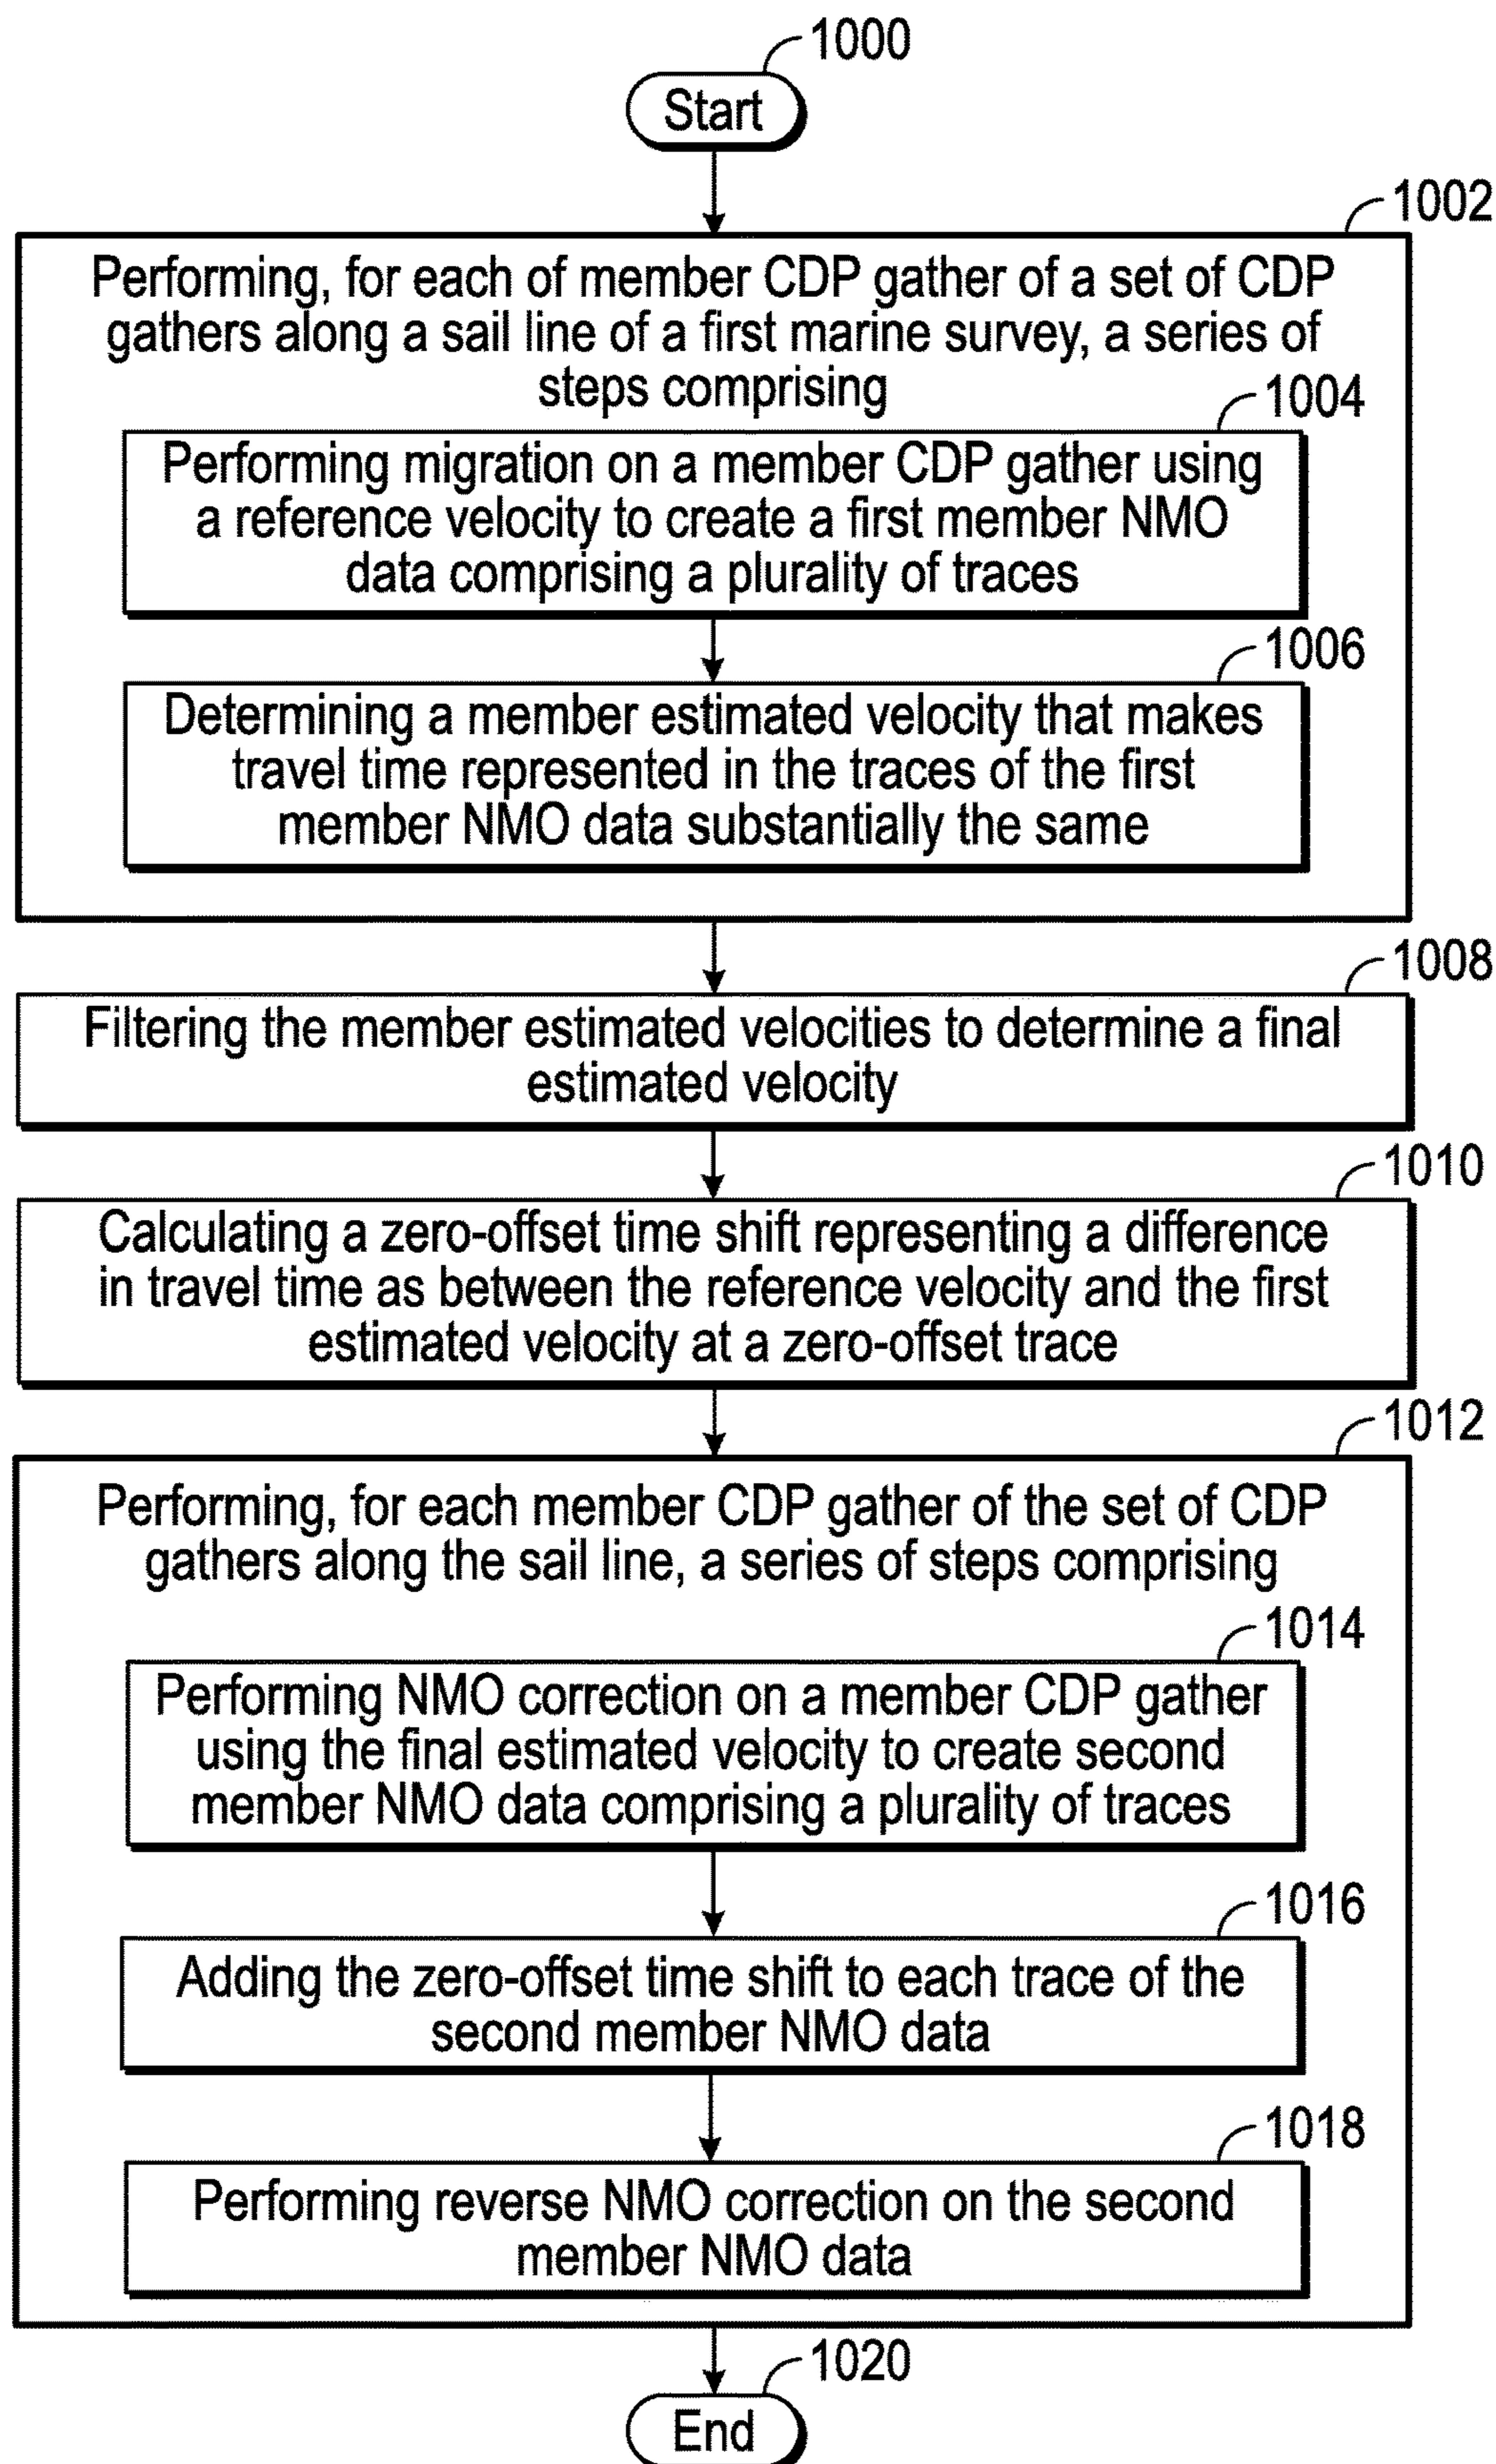 1000
Start
1002
Performing, for each of member CDP gather of a set of CDP
gathers along a sail line of a first marine survey, a series of
steps comprising
1004
Performing migration on a member CDP gather using
a reference velocity to create a first member NMO
data comprising a plurality of traces
1006
Determining a member estimated velocity that makes
travel time represented in the traces of the first
member NMO data substantially the same
1008
Filtering the member estimated velocities to determine a final
estimated velocity
1010
Calculating a zero-offset time shift representing a difference
in travel time as between the reference velocity and the first
estimated velocity at a zero-offset trace
1012
Performing, for each member CDP gather of the set of CDP
gathers along the sail line, a series of steps comprising
1014
Performing NMO correction on a member CDP gather
using the final estimated velocity to create second
member NMO data comprising a plurality of traces
1016
Adding the zero-offset time shift to each trace of the
second member NMO data
1018
Performing reverse NMO correction on the second
member NMO data
1020
End